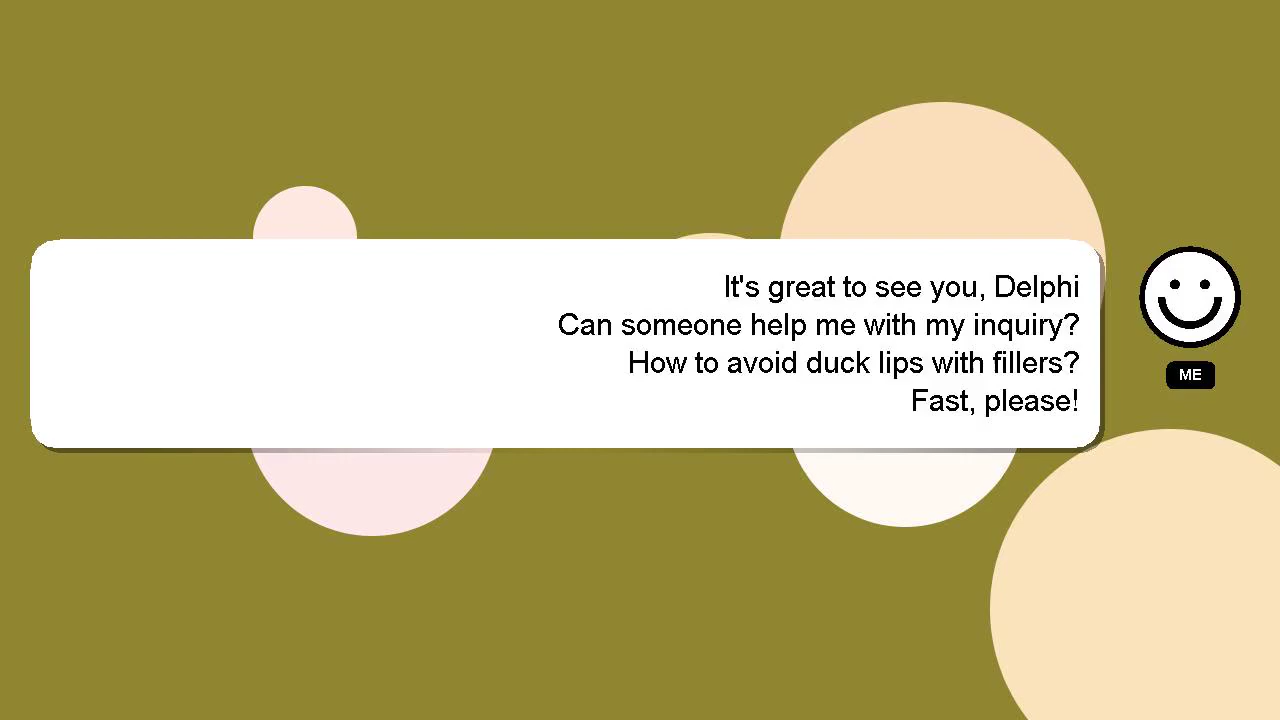 It's great to see you, Delphi
Can someone help me with my inquiry?
How to avoid duck lips with fillers?
Fast, please!
ME